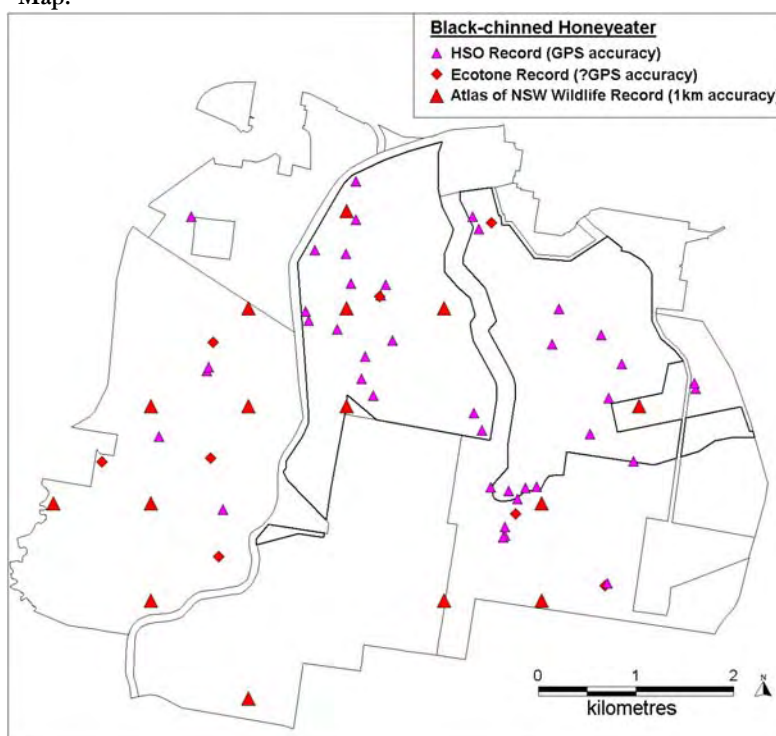 Map:
Black-chinned Honeyeater
HSO Record (GPS accuracy)
Ecotone Record (?GPS accuracy)
Atlas of NSW Wildlife Record (1km accuracy)
0 1 2
kilometres
N